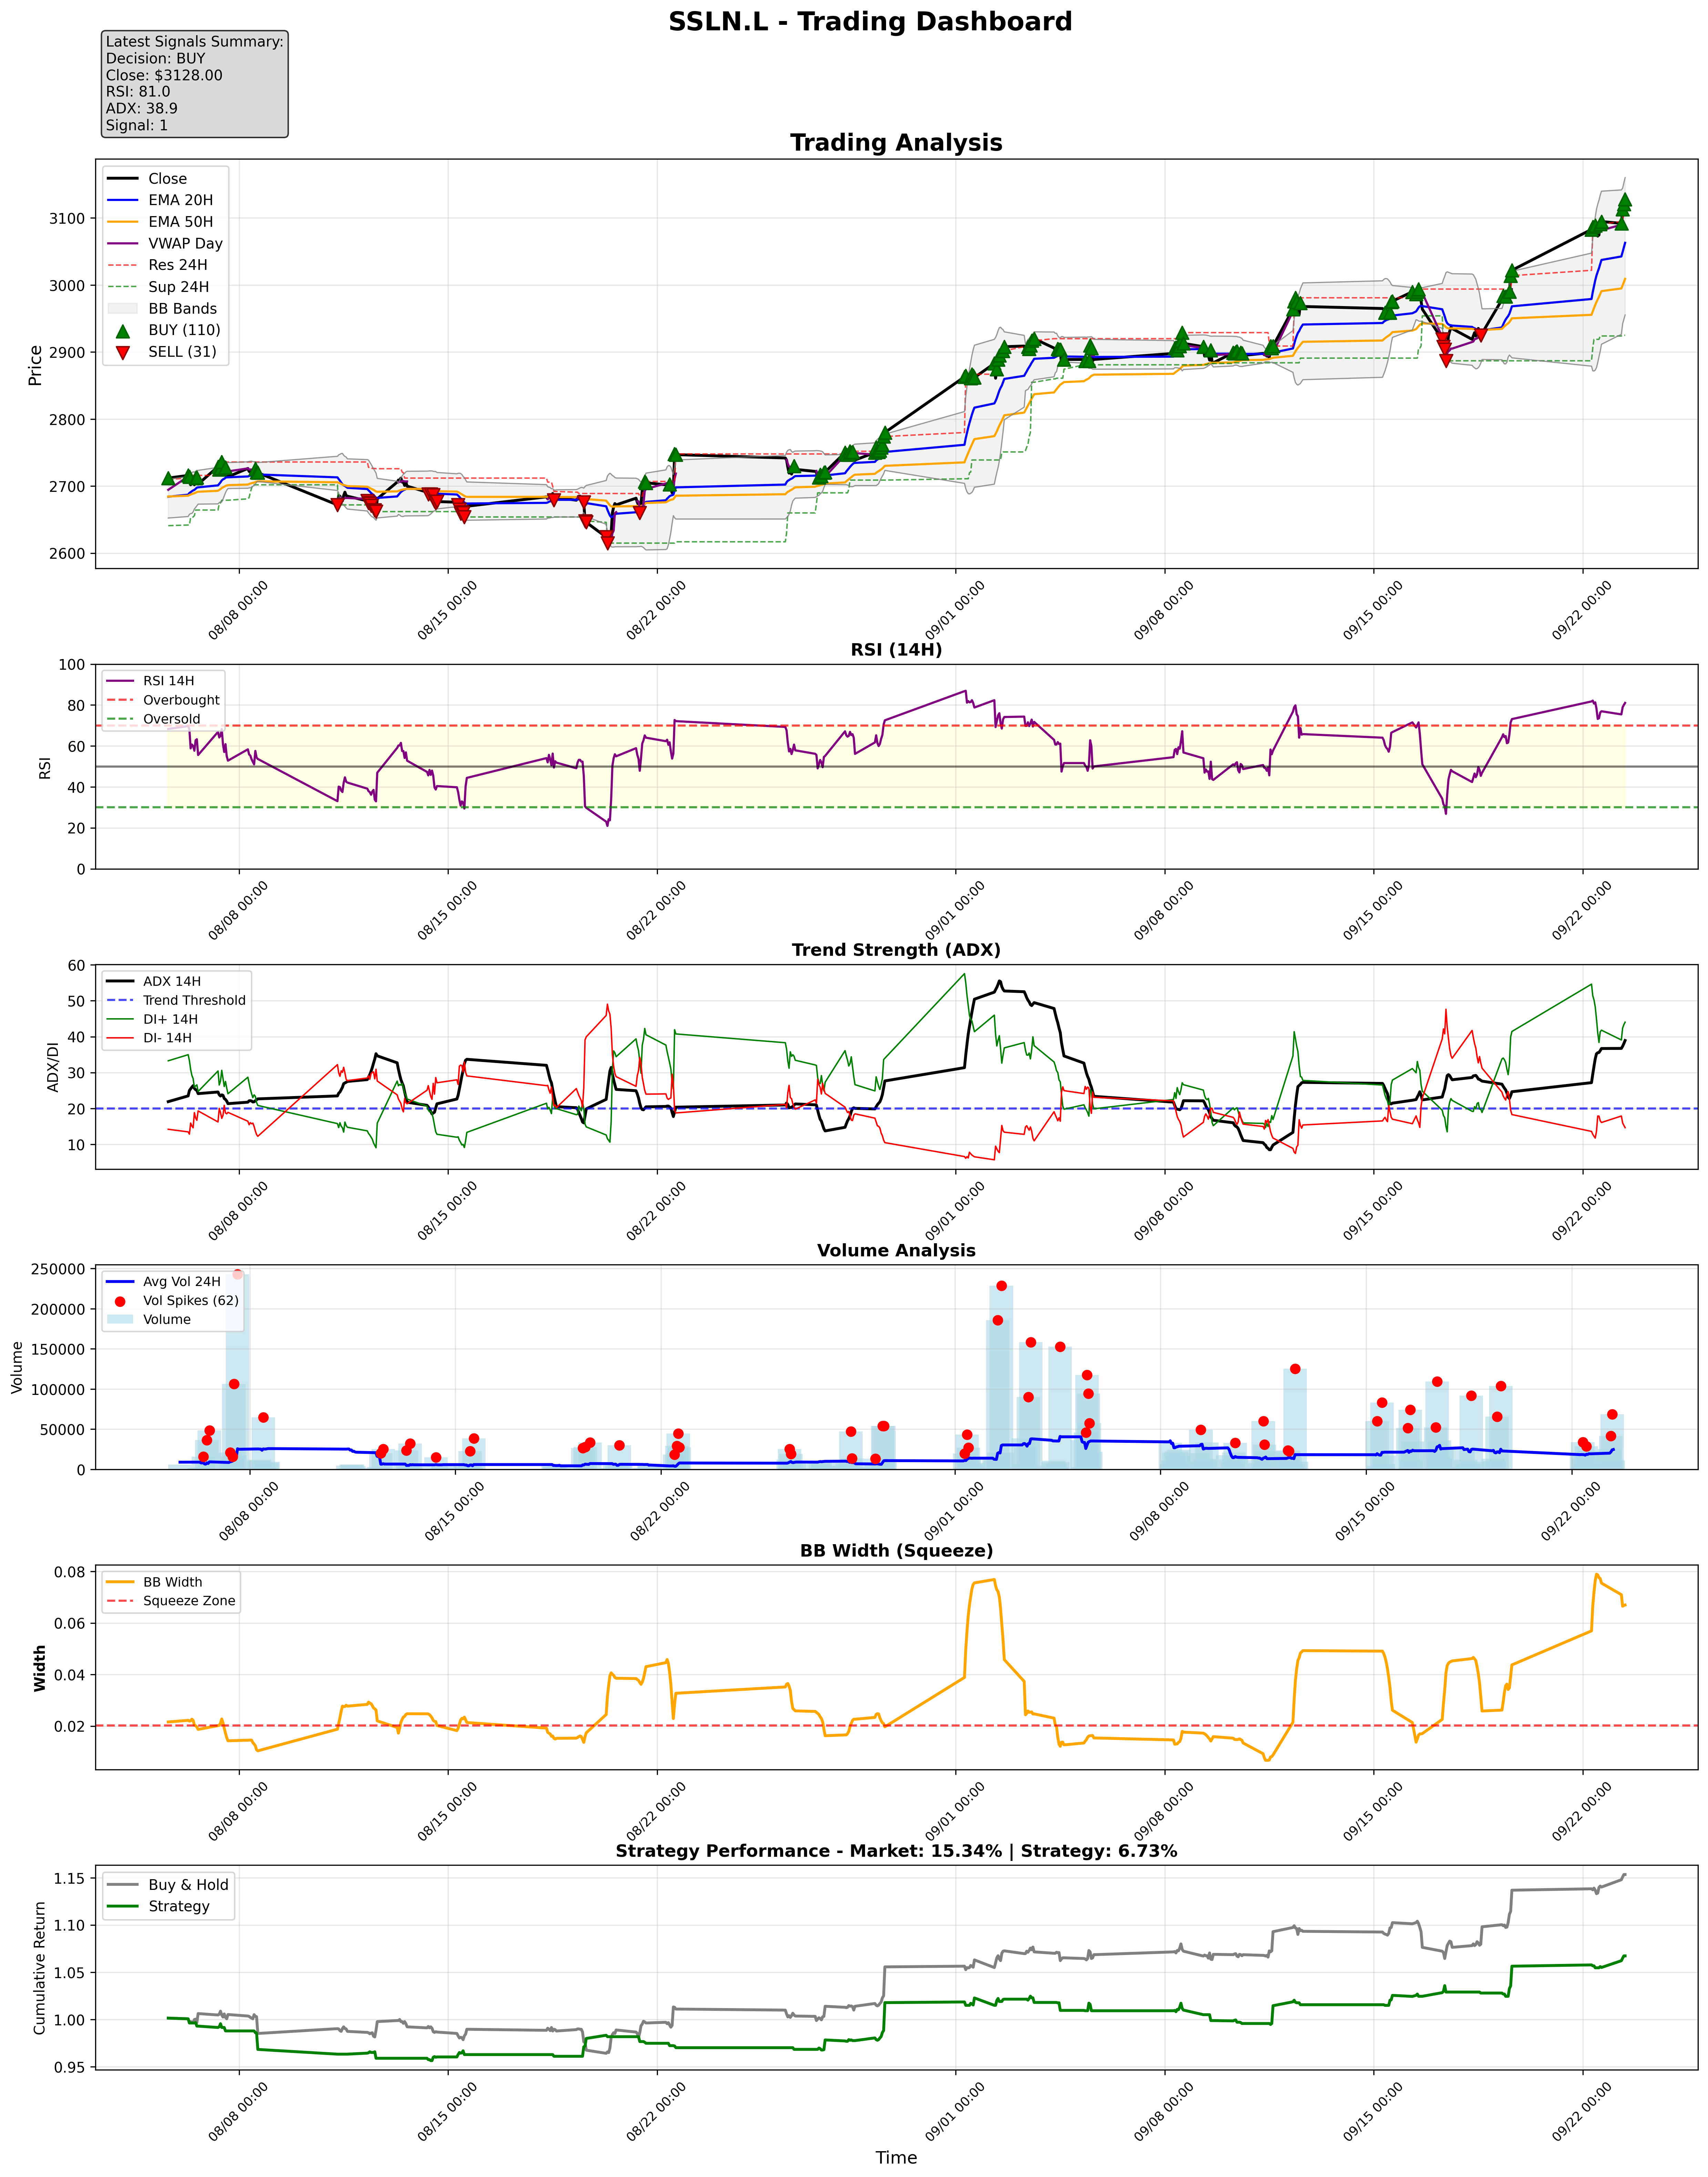 SSLN.L - Trading Dashboard
Latest Signals Summary:
Decision: BUY
Close: $3128.00
RSI: 81.0
ADX: 38.9
Signal: 1
Trading Analysis
Close
EMA 20H
EMA 50H
VWAP Day
Res 24H
Sup 24H
BB Bands
BUY (110)
SELL (31)
Price
3100
3000
2900
2800
2700
2600
08/08 00:00
08/15 00:00
08/22 00:00
09/01 00:00
09/08 00:00
09/15 00:00
09/22 00:00
RSI (14H)
RSI 14H
Overbought
Oversold
RSI
100
80
60
40
20
0
08/08 00:00
08/15 00:00
08/22 00:00
09/01 00:00
09/08 00:00
09/15 00:00
09/22 00:00
Trend Strength (ADX)
ADX 14H
Trend Threshold
DI+ 14H
DI- 14H
ADX/DI
60
50
40
30
20
10
08/08 00:00
08/15 00:00
08/22 00:00
09/01 00:00
09/08 00:00
09/15 00:00
09/22 00:00
Volume Analysis
Avg Vol 24H
Vol Spikes (62)
Volume
Volume
250000
200000
150000
100000
50000
0
08/08 00:00
08/15 00:00
08/22 00:00
09/01 00:00
09/08 00:00
09/15 00:00
09/22 00:00
BB Width (Squeeze)
BB Width
Squeeze Zone
Width
0.08
0.06
0.04
0.02
08/08 00:00
08/15 00:00
08/22 00:00
09/01 00:00
09/08 00:00
09/15 00:00
09/22 00:00
Strategy Performance - Market: 15.34% | Strategy: 6.73%
Buy & Hold
Strategy
Cumulative Return
1.15
1.10
1.05
1.00
0.95
08/08 00:00
08/15 00:00
08/22 00:00
09/01 00:00
09/08 00:00
09/15 00:00
09/22 00:00
Time